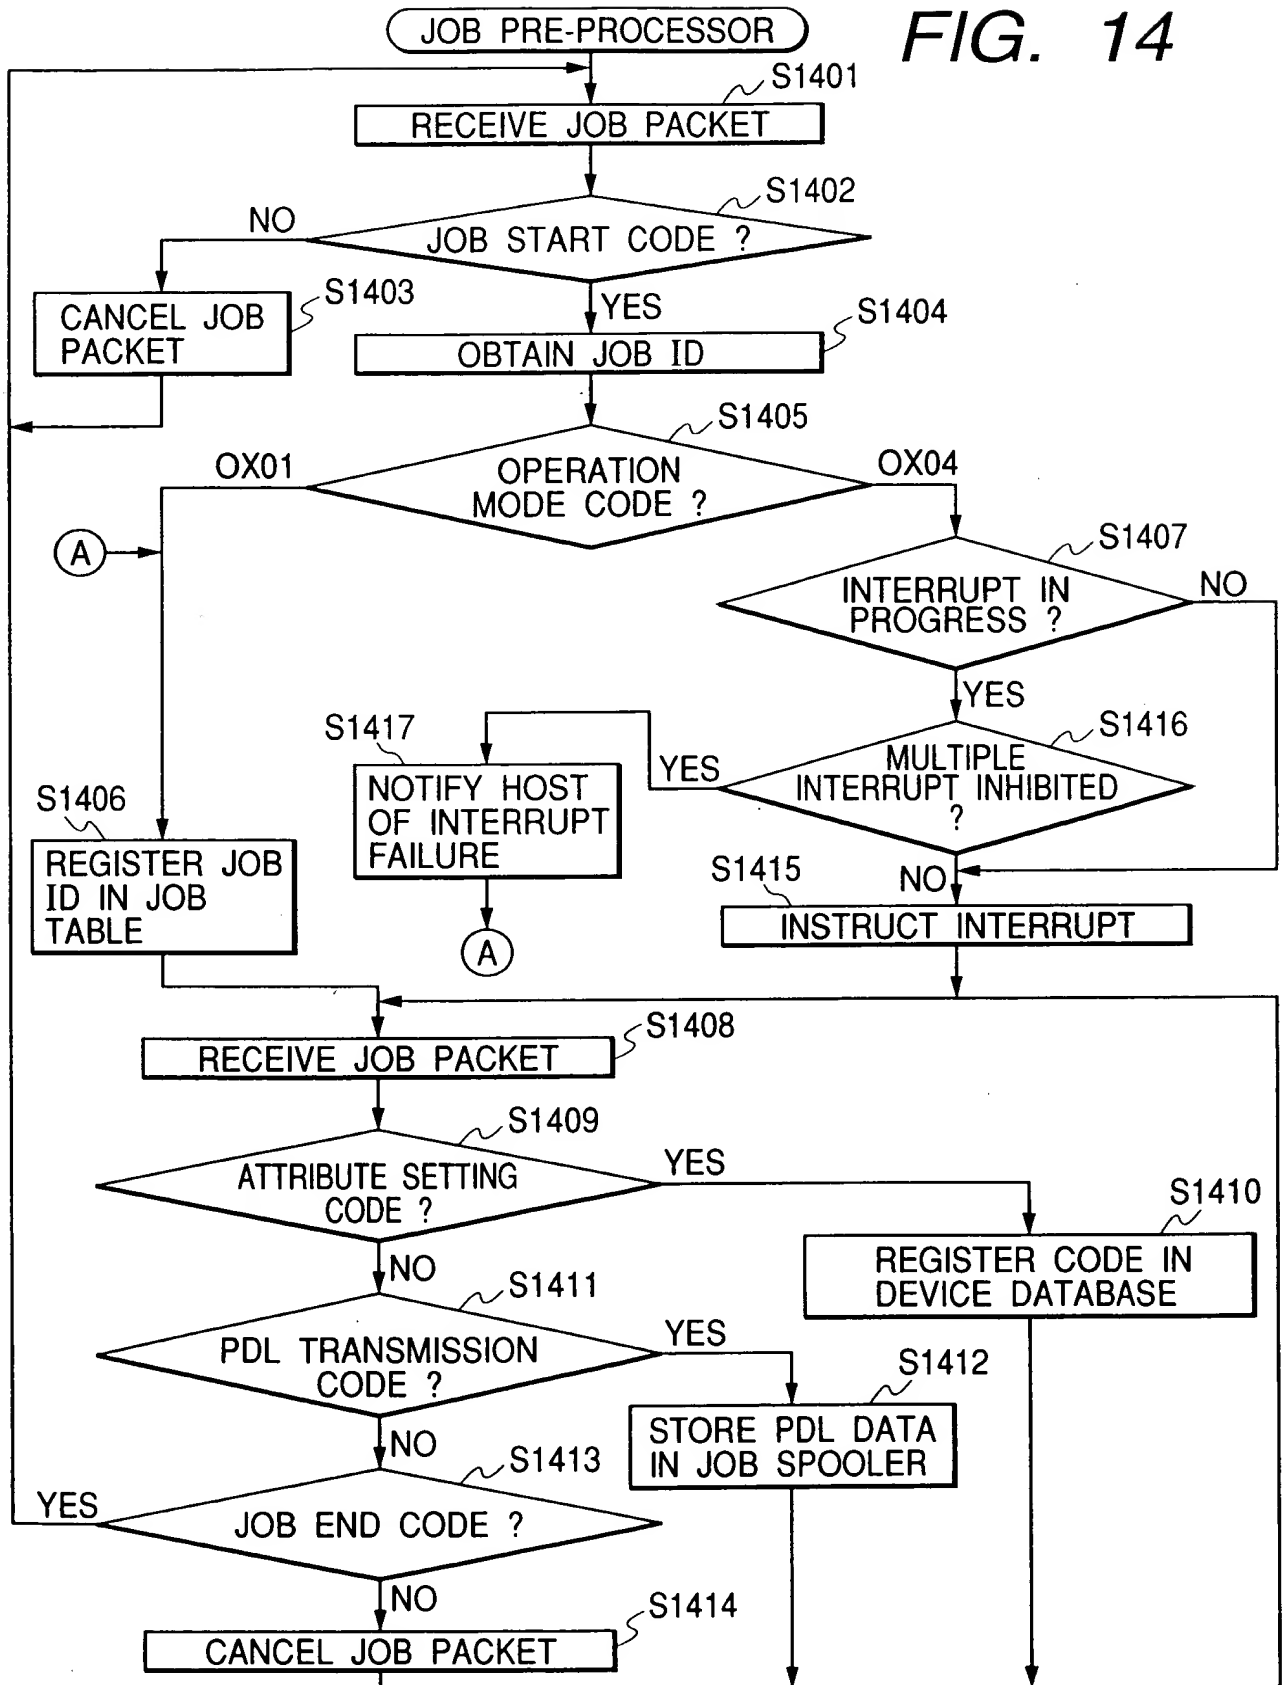 JOB PRE-PROCESSOR
FIG. 14
S1401
RECEIVE JOB PACKET
S1402
NO
JOB START CODE ?
S1403
YES
S1404
CANCEL JOB
PACKET
OBTAIN JOB ID
S1405
OX01
OPERATION
MODE CODE ?
OX04
A
S1407
INTERRUPT IN
PROGRESS ?
NO
YES
S1417
S1416
NOTIFY HOST
OF INTERRUPT
FAILURE
YES
MULTIPLE
INTERRUPT INHIBITED
?
S1406
REGISTER JOB
ID IN JOB
TABLE
S1415
NO
A
INSTRUCT INTERRUPT
S1408
RECEIVE JOB PACKET
S1409
ATTRIBUTE SETTING
CODE ?
YES
S1410
REGISTER CODE IN
DEVICE DATABASE
NO
S1411
PDL TRANSMISSION
CODE ?
YES
S1412
STORE PDL DATA
IN JOB SPOOLER
NO
S1413
YES
JOB END CODE ?
NO
S1414
CANCEL JOB PACKET